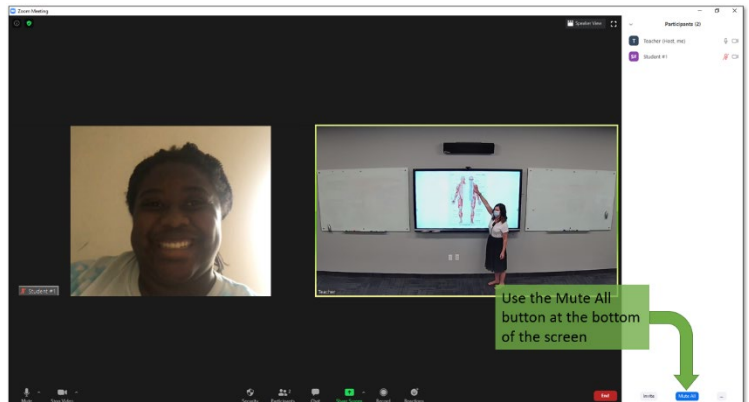 Zoom Meeting
Speaker View
Participants (2)
T
Teacher (Host, me)
Student #1
Student #1
Teacher
Use the Mute All
button at the bottom
of the screen
Mute
Stop Video
Security
Participants
2
Chat
Share Screen
Record
Reactions
End
Invite
Mute All
...